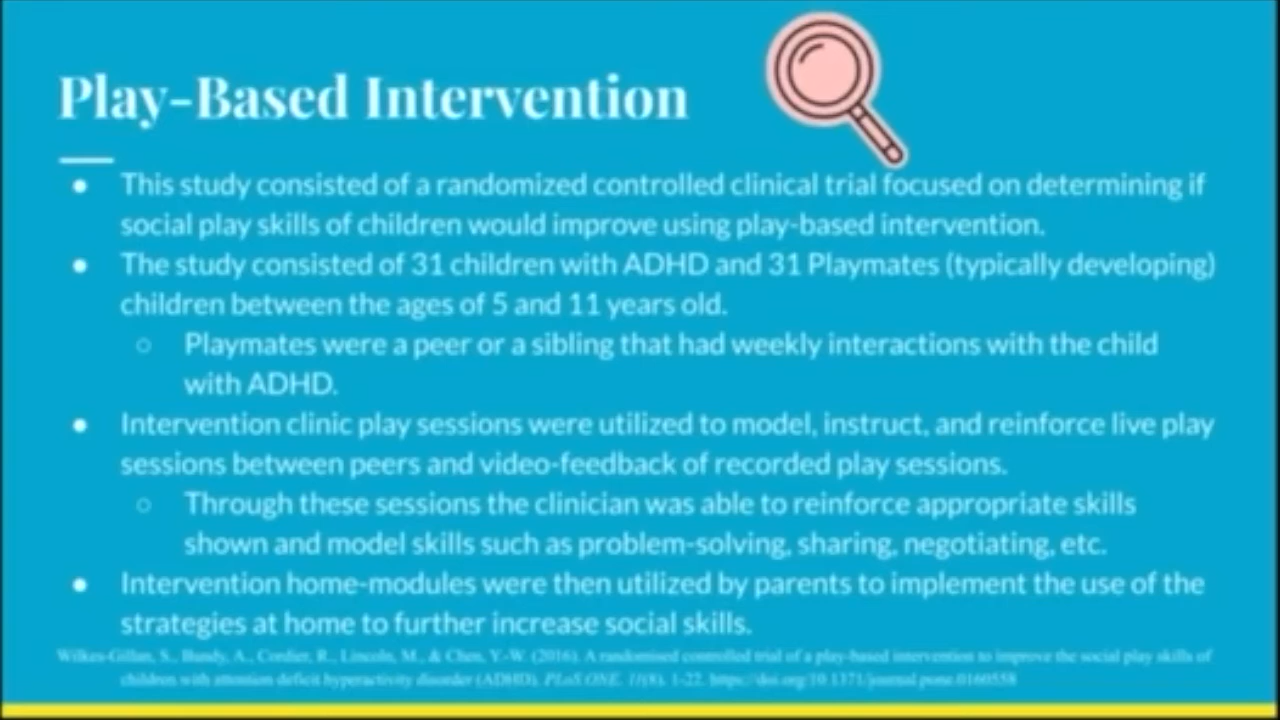 Play-Based Intervention
● This study consisted of a randomized controlled clinical trial focused on determining if
social play skills of children would improve using play-based intervention.
● The study consisted of 31 children with ADHD and 31 Playmates (typically developing)
children between the ages of 5 and 11 years old.
○ Playmates were a peer or a sibling that had weekly interactions with the child
with ADHD.
● Intervention clinic play sessions were utilized to model, instruct, and reinforce live play
sessions between peers and video-feedback of recorded play sessions.
○ Through these sessions the clinician was able to reinforce appropriate skills
shown and model skills such as problem-solving, sharing, negotiating, etc.
● Intervention home-modules were then utilized by parents to implement the use of the
strategies at home to further increase social skills.
Wilkes-Gillan, S., Bundy, A., Cordier, R., Lincoln, M., & Chen, Y.-W. (2016). A randomised controlled trial of a play-based intervention to improve the social play skills of
children with attention deficit hyperactivity disorder (ADHD). PLoS ONE, 11(8), 1-22. https://doi.org/10.1371/journal.pone.0160558